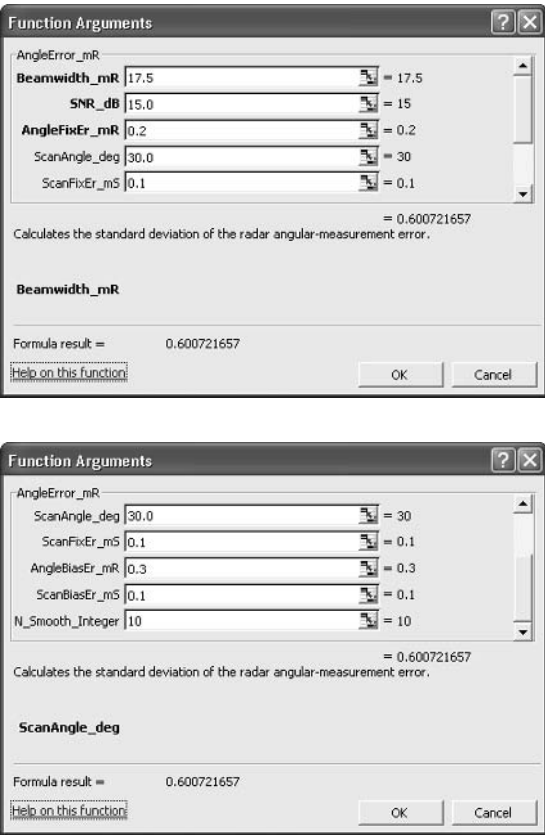 Function Arguments
AngleError_mR
Beamwidth_mR 17.5 = 17.5
SNR_dB 15.0 = 15
AngleFixEr_mR 0.2 = 0.2
ScanAngle_deg 30.0 = 30
ScanFixEr_mS 0.1 = 0.1
= 0.600721657
Calculates the standard deviation of the radar angular-measurement error.
Beamwidth_mR
Formula result = 0.600721657
Help on this function OK Cancel
Function Arguments
AngleError_mR
ScanAngle_deg 30.0 = 30
ScanFixEr_mS 0.1 = 0.1
AngleBiasEr_mR 0.3 = 0.3
ScanBiasEr_mS 0.1 = 0.1
N_Smooth_Integer 10 = 10
= 0.600721657
Calculates the standard deviation of the radar angular-measurement error.
ScanAngle_deg
Formula result = 0.600721657
Help on this function OK Cancel